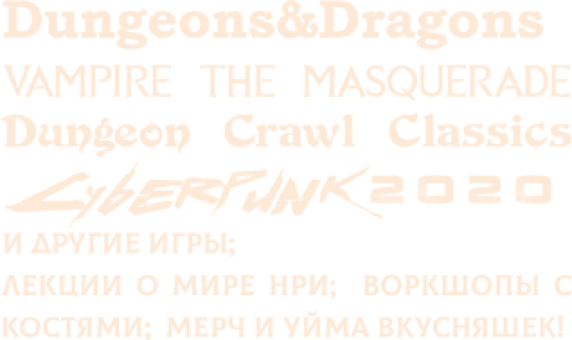 Dungeons&Dragons
VAMPIRE THE MASQUERADE
Dungeon Crawl Classics
CYBERPUNK 2020
И ДРУГИЕ ИГРЫ;
ЛЕКЦИИ О МИРЕ НРИ; ВОРКШОПЫ С
КОСТЯМИ; МЕРЧ И УЙМА ВКУСНЯШЕК!